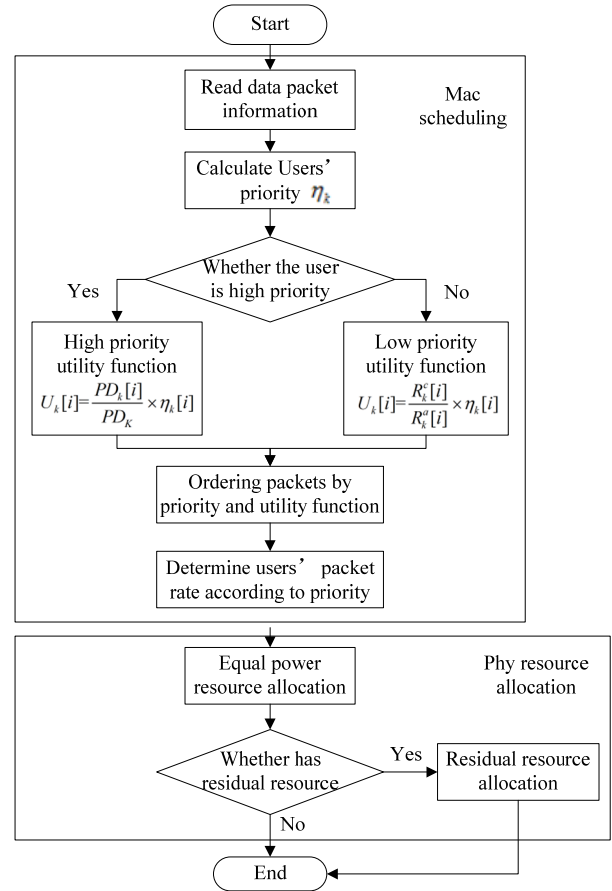 Start
Read data packet
information
Mac
scheduling
Calculate Users’
priority ηₖ
Whether the user
is high priority
Yes
No
High priority
utility function
U_k[i]=PD_k[i]/PD_K×η_k[i]
Low priority
utility function
U_k[i]=R_k^c[i]/R_k^a[i]×η_k[i]
Ordering packets by
priority and utility function
Determine users’ packet
rate according to priority
Equal power
resource allocation
Phy resource
allocation
Whether has
residual resource
Yes
Residual resource
allocation
No
End